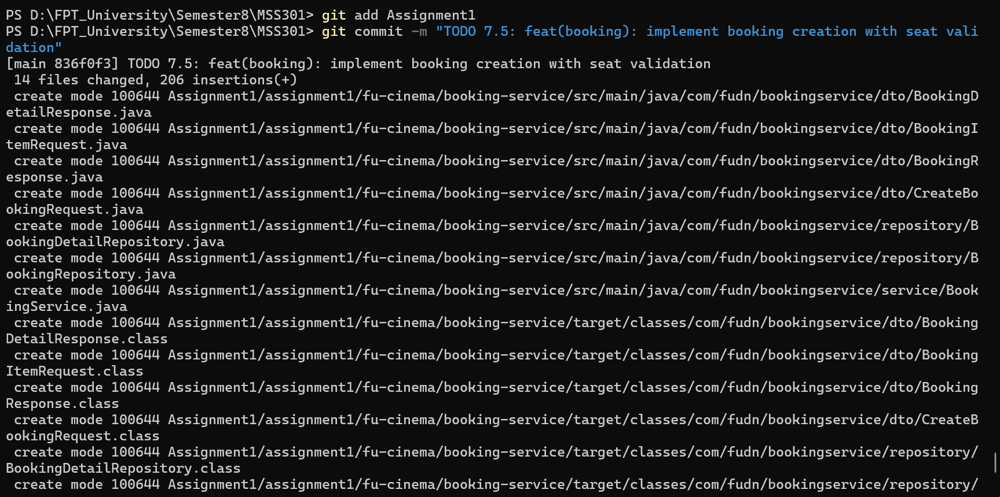 PS D:\FPT_University\Semester8\MSS301> git add Assignment1
PS D:\FPT_University\Semester8\MSS301> git commit -m "TODO 7.5: feat(booking): implement booking creation with seat vali
dation"
[main 836f0f3] TODO 7.5: feat(booking): implement booking creation with seat validation
 14 files changed, 206 insertions(+)
 create mode 100644 Assignment1/assignment1/fu-cinema/booking-service/src/main/java/com/fudn/bookingservice/dto/BookingD
etailResponse.java
 create mode 100644 Assignment1/assignment1/fu-cinema/booking-service/src/main/java/com/fudn/bookingservice/dto/BookingI
temRequest.java
 create mode 100644 Assignment1/assignment1/fu-cinema/booking-service/src/main/java/com/fudn/bookingservice/dto/BookingR
esponse.java
 create mode 100644 Assignment1/assignment1/fu-cinema/booking-service/src/main/java/com/fudn/bookingservice/dto/CreateBo
okingRequest.java
 create mode 100644 Assignment1/assignment1/fu-cinema/booking-service/src/main/java/com/fudn/bookingservice/repository/B
ookingDetailRepository.java
 create mode 100644 Assignment1/assignment1/fu-cinema/booking-service/src/main/java/com/fudn/bookingservice/repository/B
ookingRepository.java
 create mode 100644 Assignment1/assignment1/fu-cinema/booking-service/src/main/java/com/fudn/bookingservice/service/Book
ingService.java
 create mode 100644 Assignment1/assignment1/fu-cinema/booking-service/target/classes/com/fudn/bookingservice/dto/Booking
DetailResponse.class
 create mode 100644 Assignment1/assignment1/fu-cinema/booking-service/target/classes/com/fudn/bookingservice/dto/Booking
ItemRequest.class
 create mode 100644 Assignment1/assignment1/fu-cinema/booking-service/target/classes/com/fudn/bookingservice/dto/Booking
Response.class
 create mode 100644 Assignment1/assignment1/fu-cinema/booking-service/target/classes/com/fudn/bookingservice/dto/CreateB
ookingRequest.class
 create mode 100644 Assignment1/assignment1/fu-cinema/booking-service/target/classes/com/fudn/bookingservice/repository/
BookingDetailRepository.class
 create mode 100644 Assignment1/assignment1/fu-cinema/booking-service/target/classes/com/fudn/bookingservice/repository/